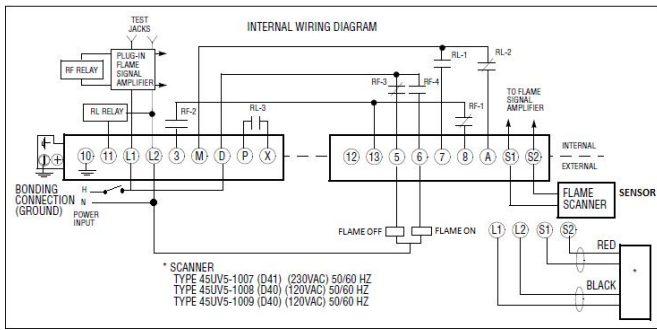 TEST
JACKS
INTERNAL WIRING DIAGRAM
PLUG-IN
FLAME
SIGNAL
AMPLIFIER
RF RELAY
RL RELAY
RF-2
RL-3
RF-3
RF-4
RL-1
RL-2
RF-1
TO FLAME
SIGNAL
AMPLIFIER
10 11 L1 L2 3 M D P X
12 13 5 6 7 8 A S1 S2
INTERNAL
EXTERNAL
BONDING
CONNECTION
(GROUND)
H
N
POWER
INPUT
FLAME OFF
FLAME ON
FLAME
SCANNER
SENSOR
L1 L2 S1 S2
RED
BLACK
*
* SCANNER
TYPE 45UV5-1007 (D41) (230VAC) 50/60 HZ
TYPE 45UV5-1008 (D40) (120VAC) 50/60 HZ
TYPE 45UV5-1009 (D40) (120VAC) 50/60 HZ